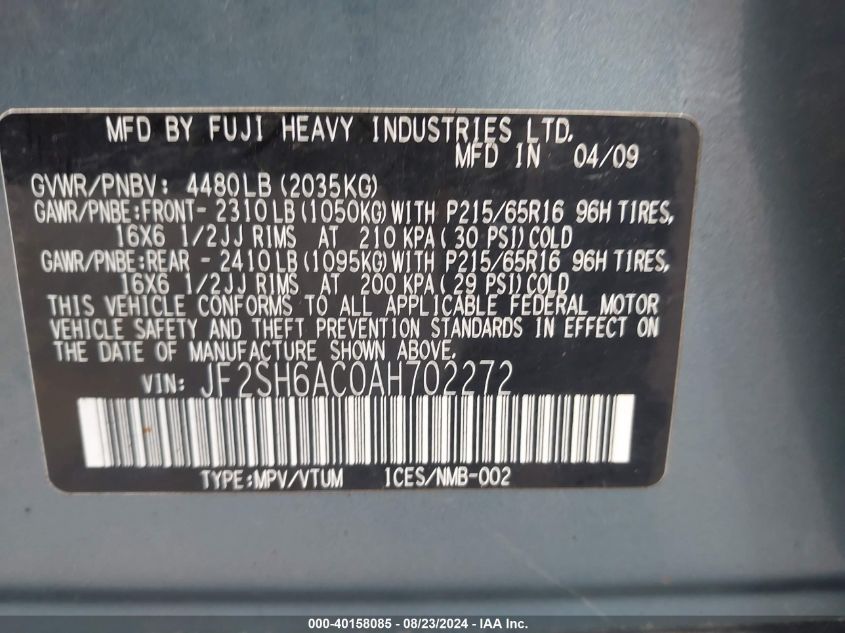 MFD BY FUJI HEAVY INDUSTRIES LTD.
MFD IN 04/09
GVWR/PNBV: 4480LB(2035KG)
GAWR/PNBE:FRONT- 2310LB(1050KG)WITH P215/65R16 96H TIRES,
16X6 1/2JJ RIMS AT 210 KPA(30 PSI)COLD
GAWR/PNBE:REAR - 2410LB(1095KG)WITH P215/65R16 96H TIRES,
16X6 1/2JJ RIMS AT 200 KPA(29 PSI)COLD
THIS VEHICLE CONFORMS TO ALL APPLICABLE FEDERAL MOTOR
VEHICLE SAFETY AND THEFT PREVENTION STANDARDS IN EFFECT ON
THE DATE OF MANUFACTURE SHOWN ABOVE.
VIN: JF2SH6AC0AH702272
TYPE:MPV/VTUM ICES/NMB-002
000-40158085 - 08/23/2024 - IAA Inc.